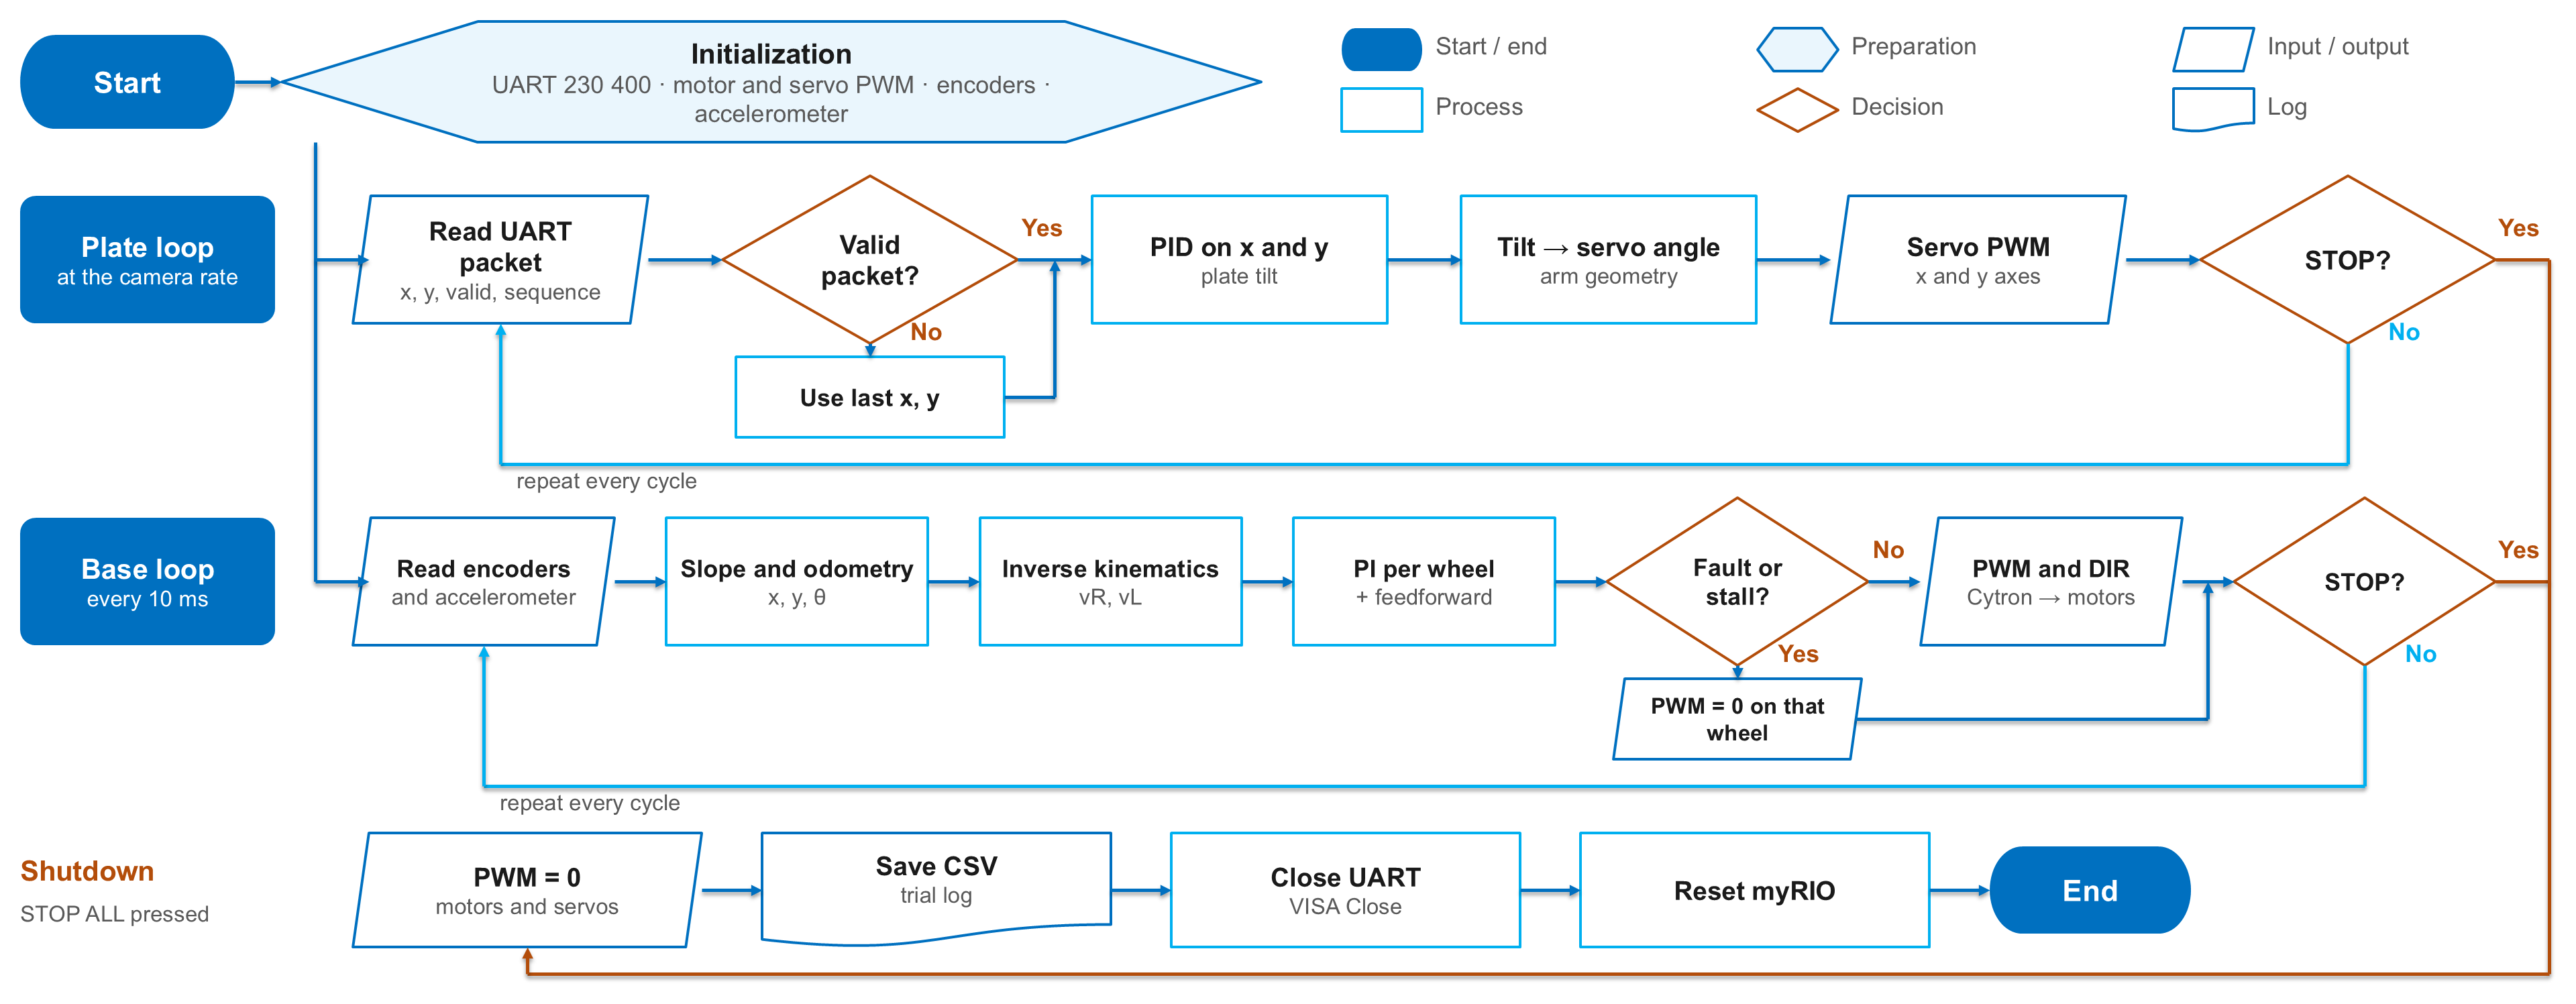 Start
Initialization
UART 230 400 · motor and servo PWM · encoders ·
accelerometer
Start / end
Preparation
Input / output
Process
Decision
Log
Plate loop
at the camera rate
Read UART
packet
x, y, valid, sequence
Valid
packet?
Yes
No
Use last x, y
PID on x and y
plate tilt
Tilt → servo angle
arm geometry
Servo PWM
x and y axes
STOP?
Yes
No
repeat every cycle
Base loop
every 10 ms
Read encoders
and accelerometer
Slope and odometry
x, y, θ
Inverse kinematics
vR, vL
PI per wheel
+ feedforward
Fault or
stall?
No
Yes
PWM = 0 on that
wheel
PWM and DIR
Cytron → motors
STOP?
Yes
No
repeat every cycle
Shutdown
STOP ALL pressed
PWM = 0
motors and servos
Save CSV
trial log
Close UART
VISA Close
Reset myRIO
End